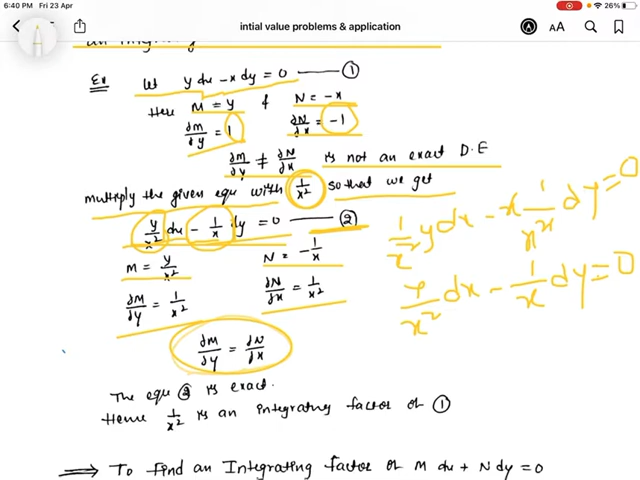 6:40 PM Fri 23 Apr
26%
intial value problems & application
AA
an Integrating
Ex Let y dx - x dy = 0 —— ①
Here M = y & N = -x
∂M/∂y = 1 ∂N/∂x = -1
∂M/∂y ≠ ∂N/∂x is not an exact D.E
multiply the given equ with 1/x² so that we get
y/x² dx - 1/x dy = 0 —— ②
M = y/x² N = -1/x
∂M/∂y = 1/x² ∂N/∂x = 1/x²
∂M/∂y = ∂N/∂x
1/x² y dx - x 1/x² dy = 0
y/x² dx - 1/x dy = 0
The equ ② is exact.
Hence 1/x² is an integrating factor of ①
⟹ To find an Integrating factor of M dx + N dy = 0